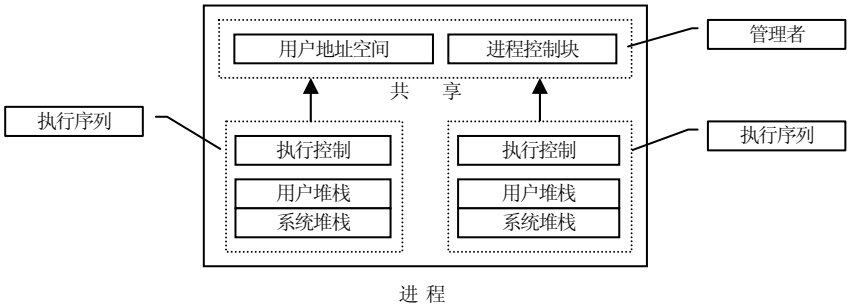 管理者
用户地址空间 进程控制块
共 享
执行序列 执行序列
执行控制 执行控制
用户堆栈 用户堆栈
系统堆栈 系统堆栈
进 程